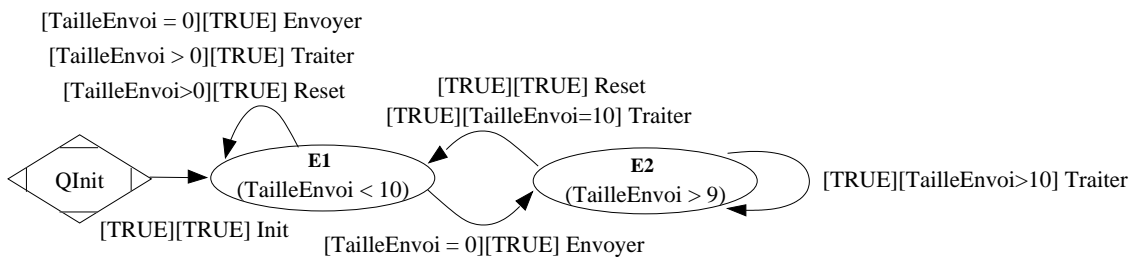 [TailleEnvoi = 0][TRUE] Envoyer
[TailleEnvoi > 0][TRUE] Traiter
[TailleEnvoi>0][TRUE] Reset
[TRUE][TRUE] Reset
[TRUE][TailleEnvoi=10] Traiter
QInit
E1
(TailleEnvoi < 10)
E2
(TailleEnvoi > 9)
[TRUE][TailleEnvoi>10] Traiter
[TRUE][TRUE] Init
[TailleEnvoi = 0][TRUE] Envoyer